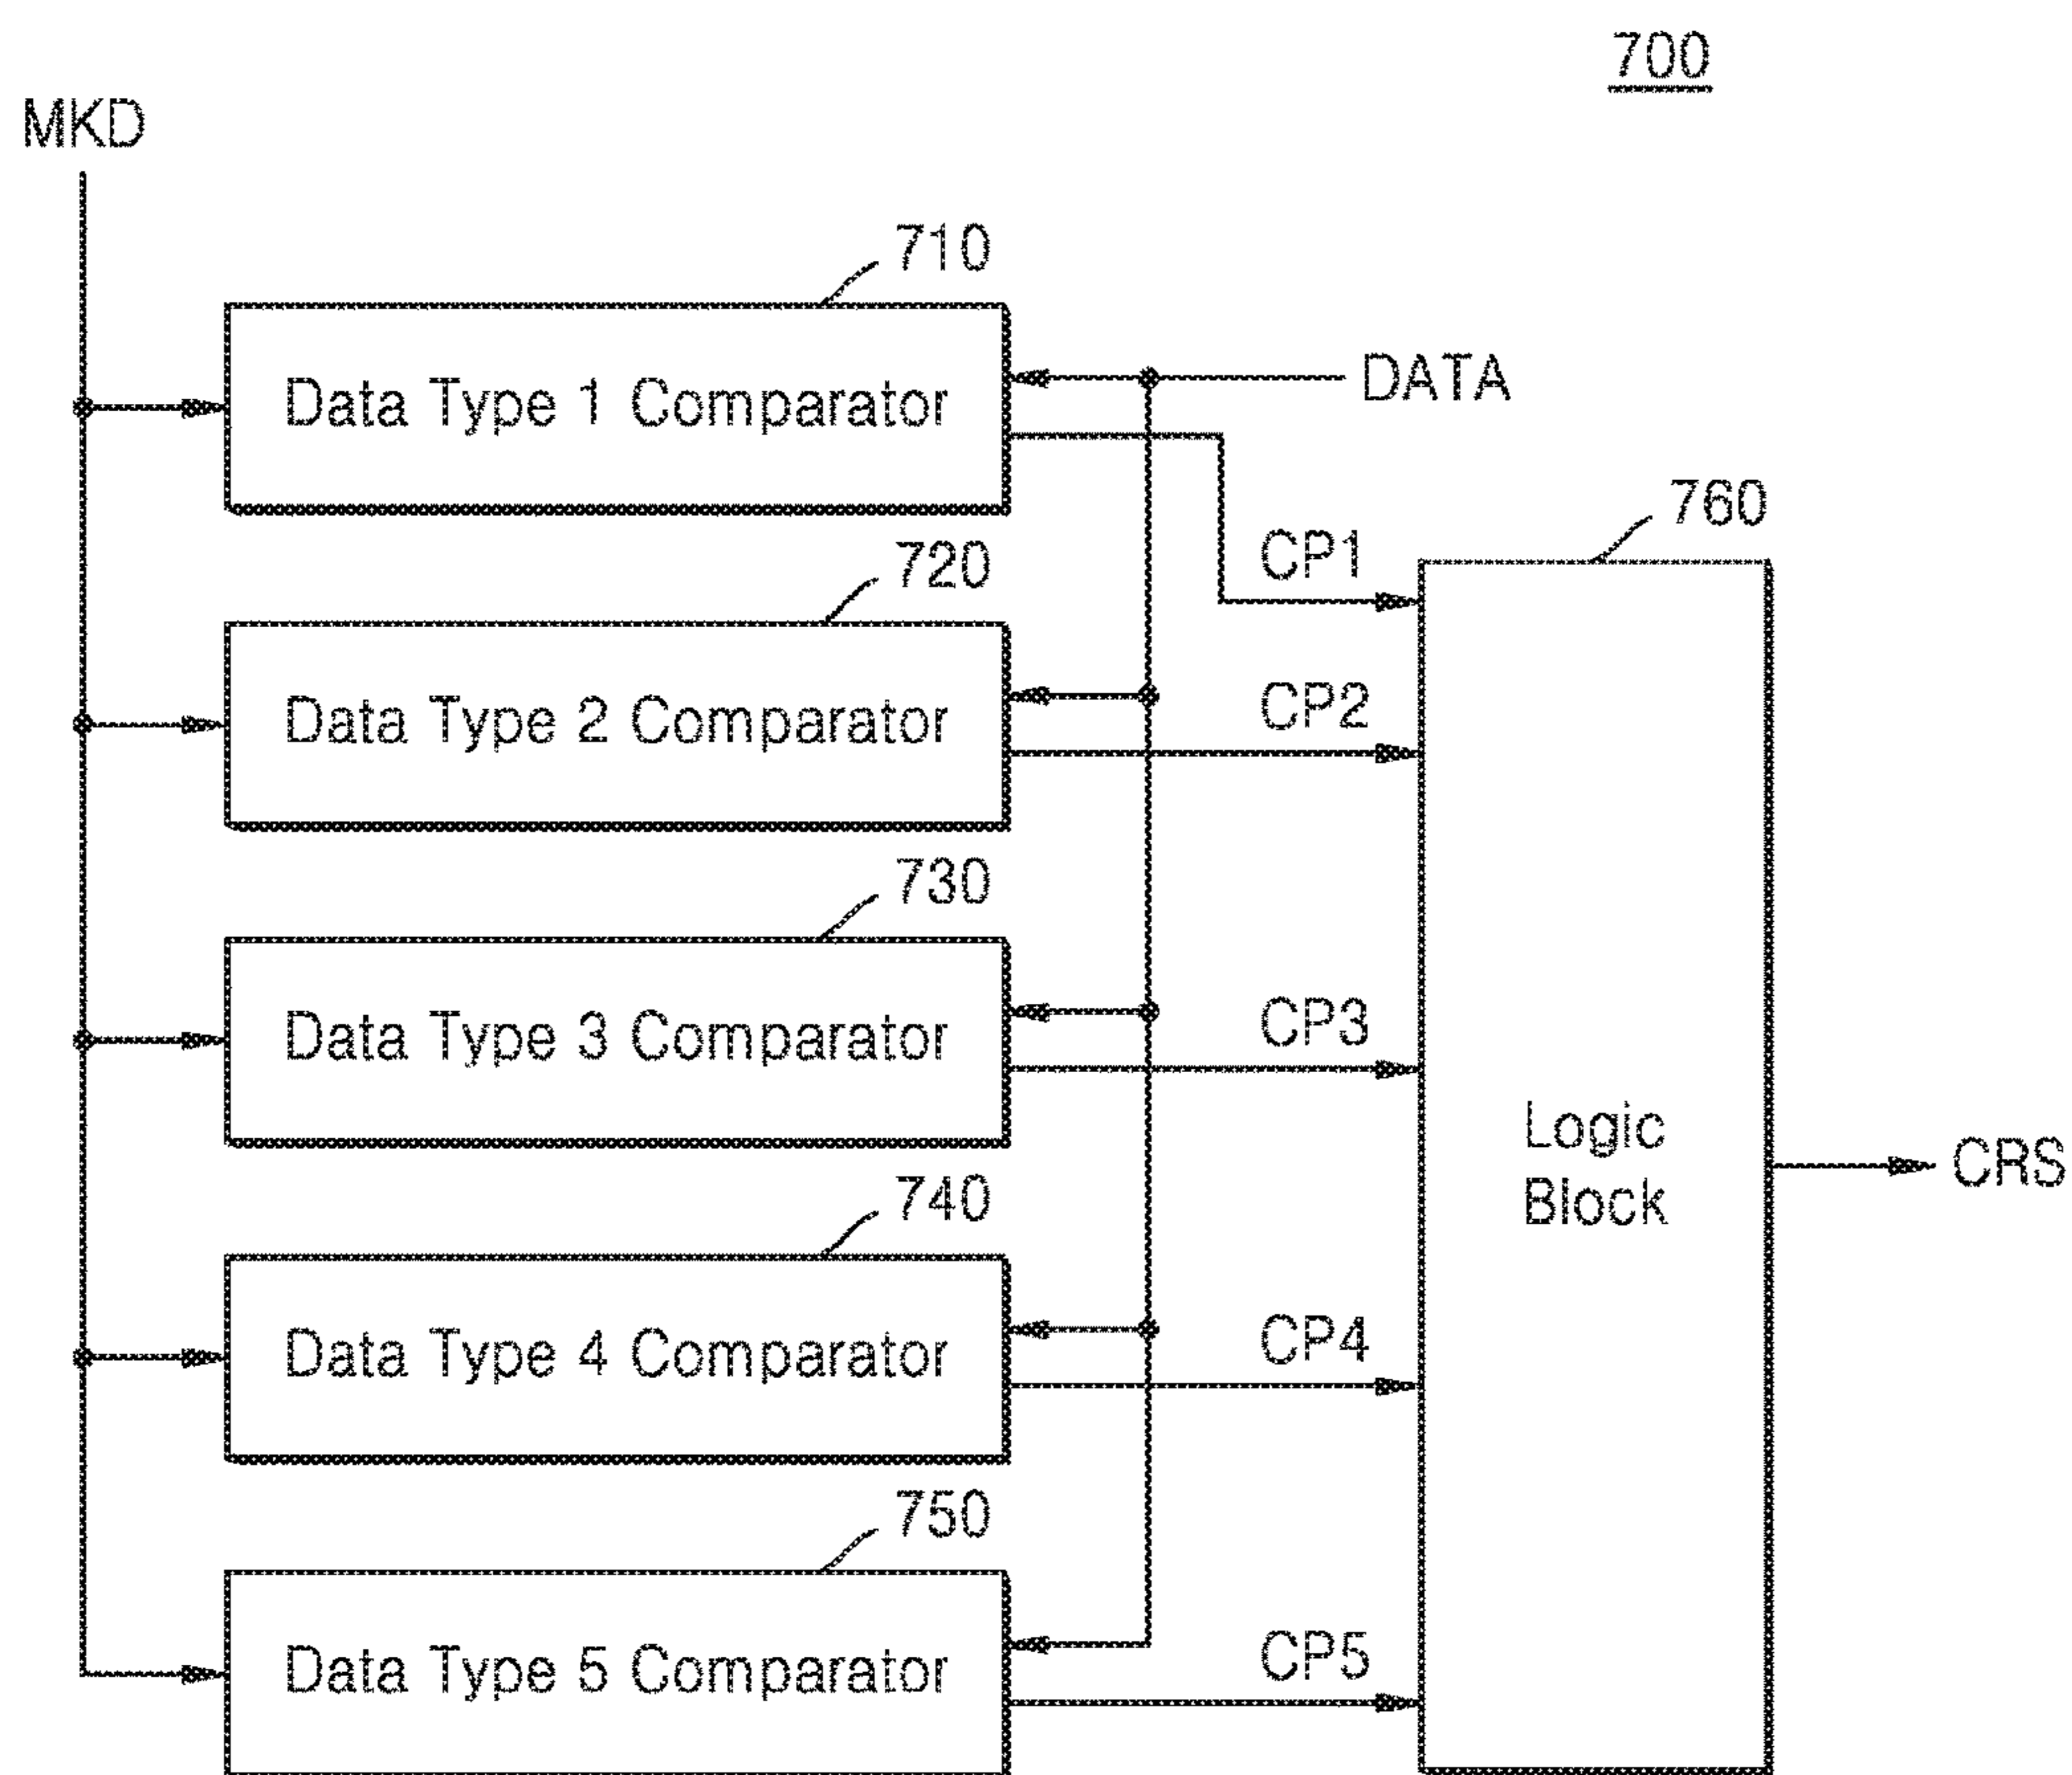 700
MKD
710
Data Type 1 Comparator
DATA
760
CP1
720
Data Type 2 Comparator
CP2
730
Data Type 3 Comparator
CP3
Logic
Block
CRS
740
Data Type 4 Comparator
CP4
750
Data Type 5 Comparator
CP5